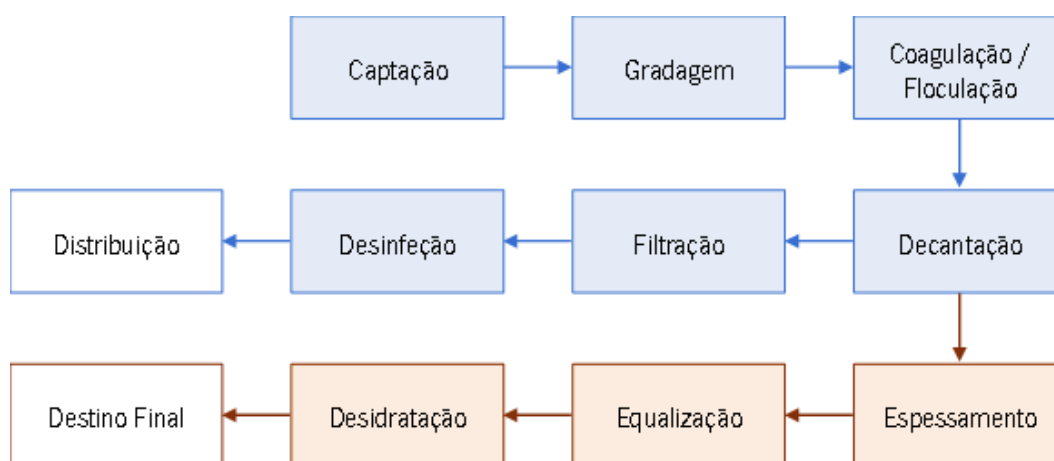 Captação
Gradagem
Coagulação /
Floculação
Distribuição
Desinfeção
Filtração
Decantação
Destino Final
Desidratação
Equalização
Espessamento